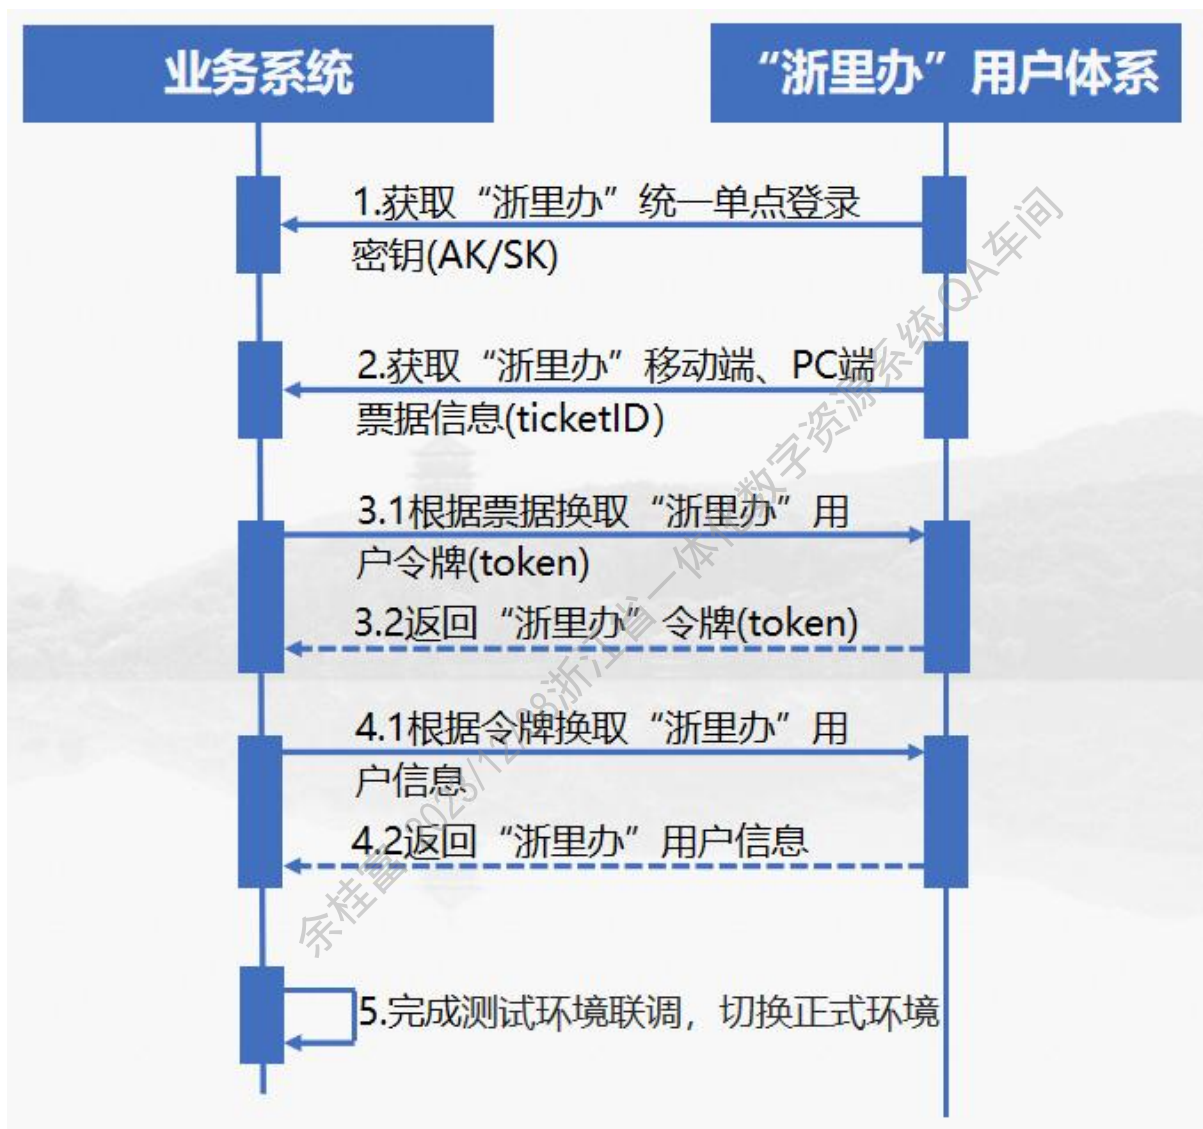 业务系统
“浙里办”用户体系
1.获取“浙里办”统一单点登录
密钥(AK/SK)
2.获取“浙里办”移动端、PC端
票据信息(ticketID)
3.1根据票据换取“浙里办”用
户令牌(token)
3.2返回“浙里办”令牌(token)
4.1根据令牌换取“浙里办”用
户信息
4.2返回“浙里办”用户信息
5.完成测试环境联调，切换正式环境
余桂富 2023/12/08浙江省一体化数字资源系统 QA车间